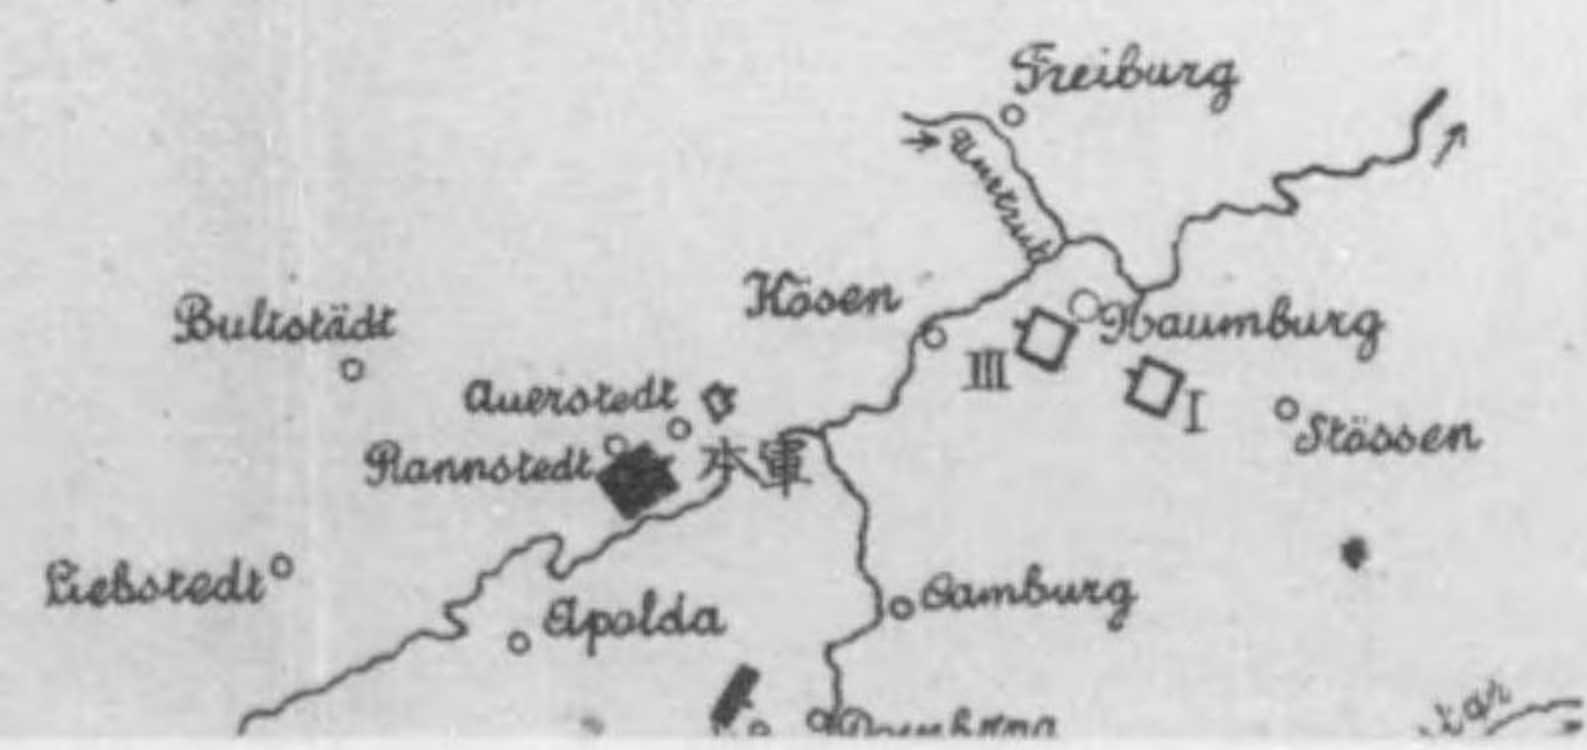 Freiburg
Unstrut
Kösen
Naumburg
Bultstädt
III
Auerstedt
I
Stössen
Rannstedt
本軍
Liebstedt
Camburg
Apolda